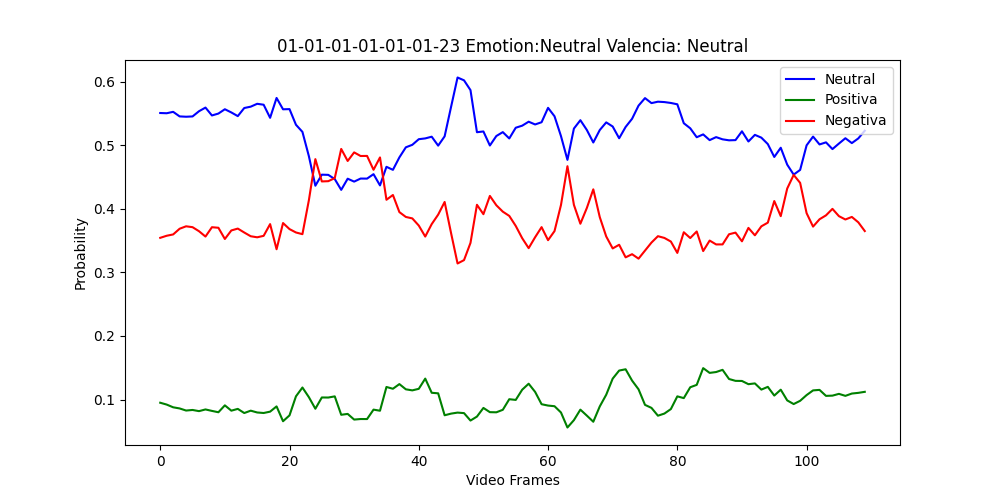 01-01-01-01-01-01-23 Emotion:Neutral Valencia: Neutral
Neutral
Positiva
Negativa
Probability
0.6
0.5
0.4
0.3
0.2
0.1
0 20 40 60 80 100
Video Frames